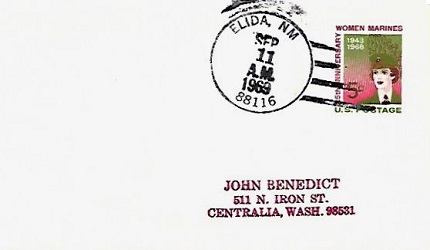 ELIDA, NM
SEP
11
A.M.
1969
88116
WOMEN MARINES
1943
1968
25th ANNIVERSARY
5¢
U.S. POSTAGE
JOHN BENEDICT
511 N. IRON ST.
CENTRALIA, WASH. 98531